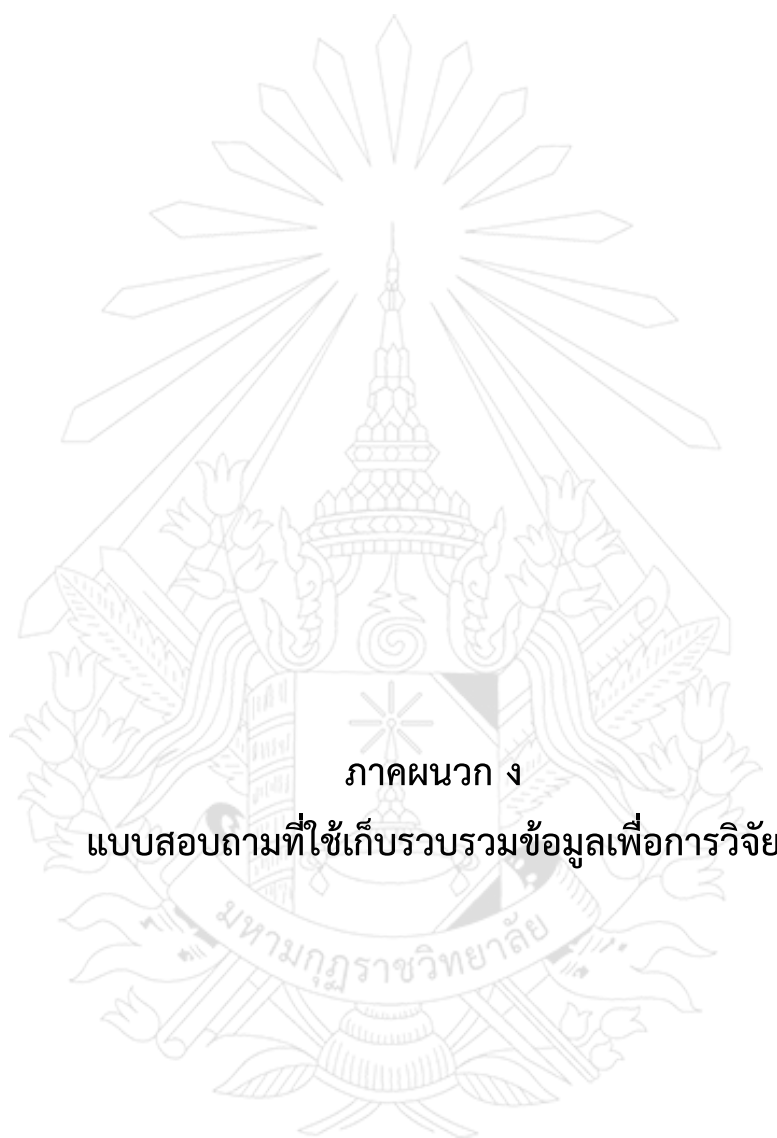 ภาคผนวก ง
แบบสอบถามที่ใช้เก็บรวบรวมข้อมูลเพื่อการวิจัย
มหามกุฏราชวิทยาลัย